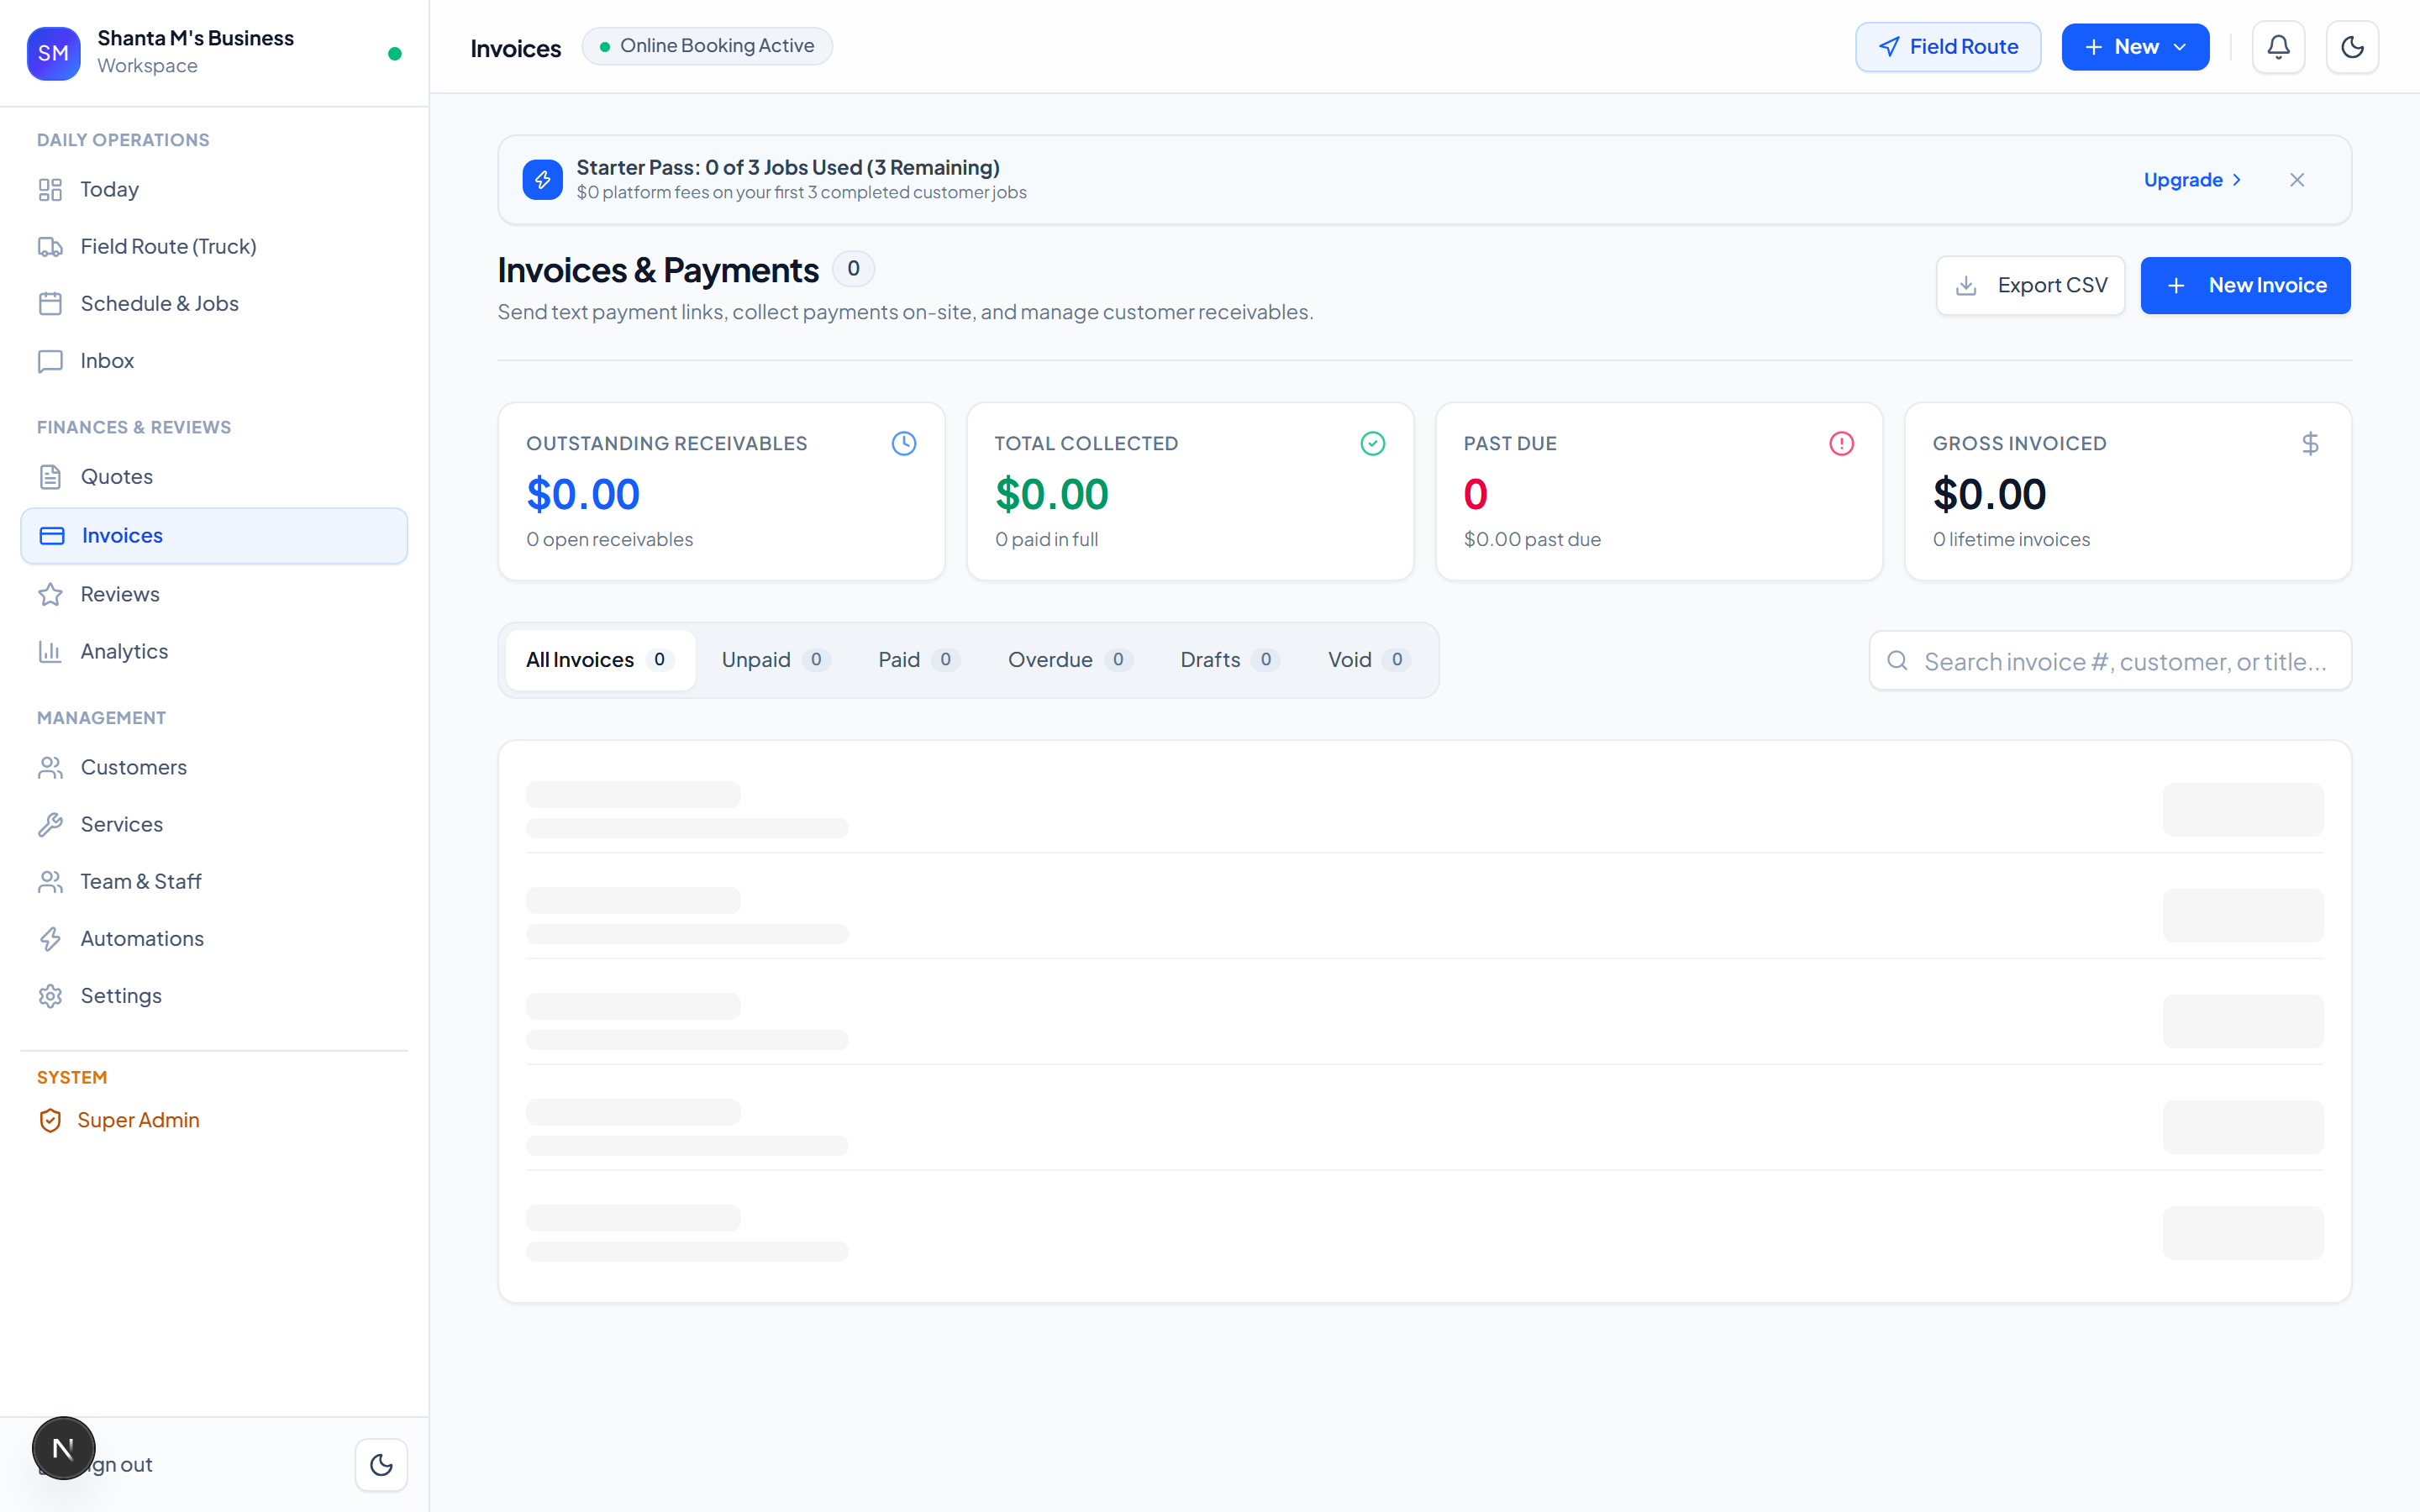 SM
Shanta M's Business
Workspace
DAILY OPERATIONS
Today
Field Route (Truck)
Schedule & Jobs
Inbox
FINANCES & REVIEWS
Quotes
Invoices
Reviews
Analytics
MANAGEMENT
Customers
Services
Team & Staff
Automations
Settings
SYSTEM
Super Admin
N
gn out
Invoices
Online Booking Active
Field Route
New
Starter Pass: 0 of 3 Jobs Used (3 Remaining)
$0 platform fees on your first 3 completed customer jobs
Upgrade
Invoices & Payments 0
Send text payment links, collect payments on-site, and manage customer receivables.
Export CSV
New Invoice
OUTSTANDING RECEIVABLES
$0.00
0 open receivables
TOTAL COLLECTED
$0.00
0 paid in full
PAST DUE
0
$0.00 past due
GROSS INVOICED
$
$0.00
0 lifetime invoices
All Invoices 0
Unpaid 0
Paid 0
Overdue 0
Drafts 0
Void 0
Search invoice #, customer, or title...